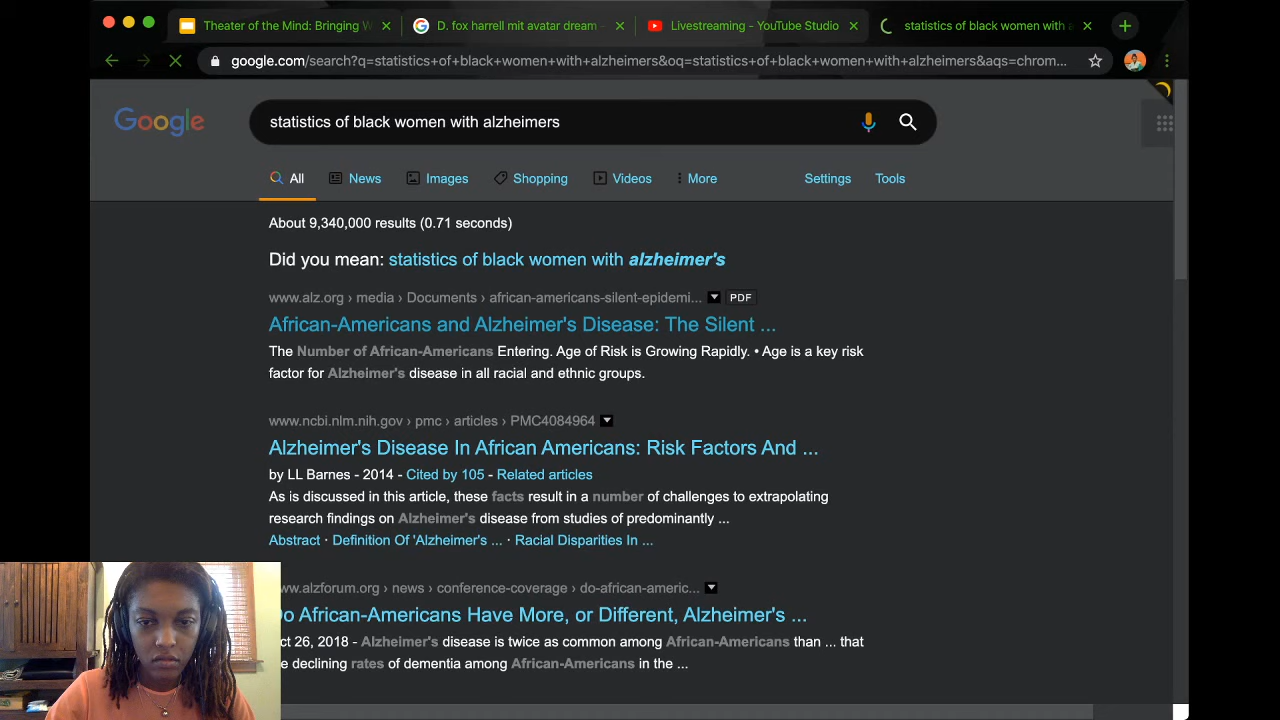 Theater of the Mind: Bringing W
D. fox harrell mit avatar dream -
Livestreaming - YouTube Studio
statistics of black women with a
google.com/search?q=statistics+of+black+women+with+alzheimers&oq=statistics+of+black+women+with+alzheimers&aqs=chrom...
Google
statistics of black women with alzheimers
All
News
Images
Shopping
Videos
More
Settings
Tools
About 9,340,000 results (0.71 seconds)
Did you mean: statistics of black women with alzheimer's
www.alz.org › media › Documents › african-americans-silent-epidemi... PDF
African-Americans and Alzheimer's Disease: The Silent ...
The Number of African-Americans Entering. Age of Risk is Growing Rapidly. • Age is a key risk
factor for Alzheimer's disease in all racial and ethnic groups.
www.ncbi.nlm.nih.gov › pmc › articles › PMC4084964
Alzheimer's Disease In African Americans: Risk Factors And ...
by LL Barnes - 2014 - Cited by 105 - Related articles
As is discussed in this article, these facts result in a number of challenges to extrapolating
research findings on Alzheimer's disease from studies of predominantly ...
Abstract · Definition Of 'Alzheimer's ... · Racial Disparities In ...
ww.alzforum.org › news › conference-coverage › do-african-americ...
o African-Americans Have More, or Different, Alzheimer's ...
ct 26, 2018 - Alzheimer's disease is twice as common among African-Americans than ... that
e declining rates of dementia among African-Americans in the ...